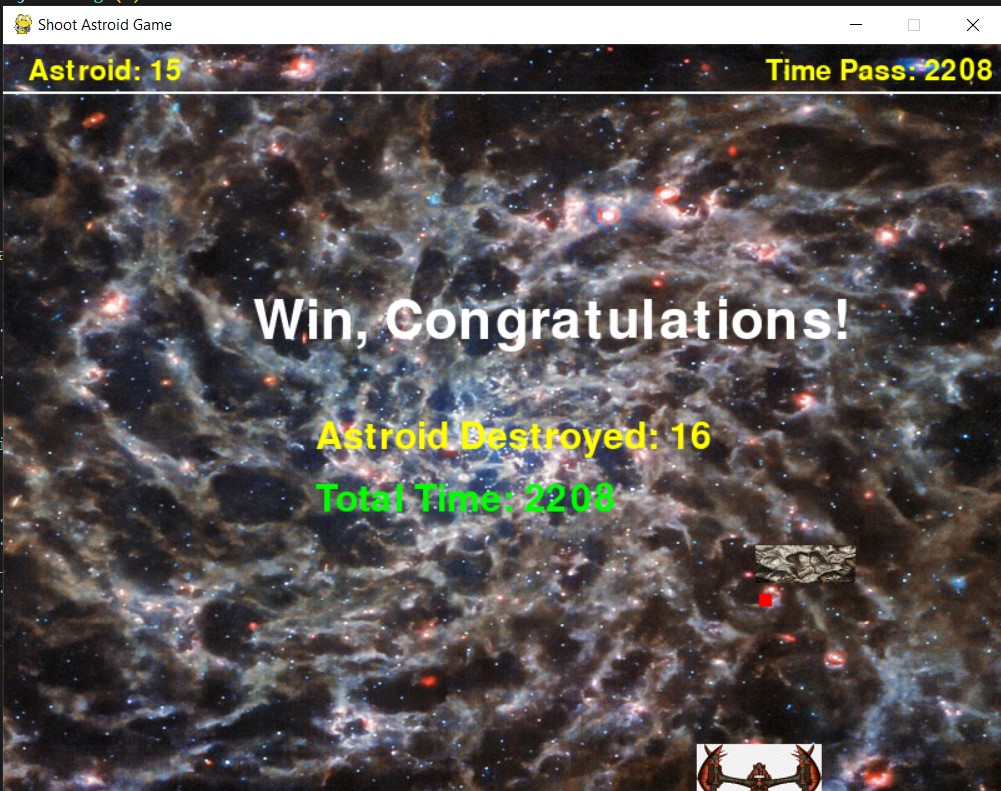 Shoot Astroid Game
Astroid: 15
Time Pass: 2208
Win, Congratulations!
Astroid Destroyed: 16
Total Time: 2208